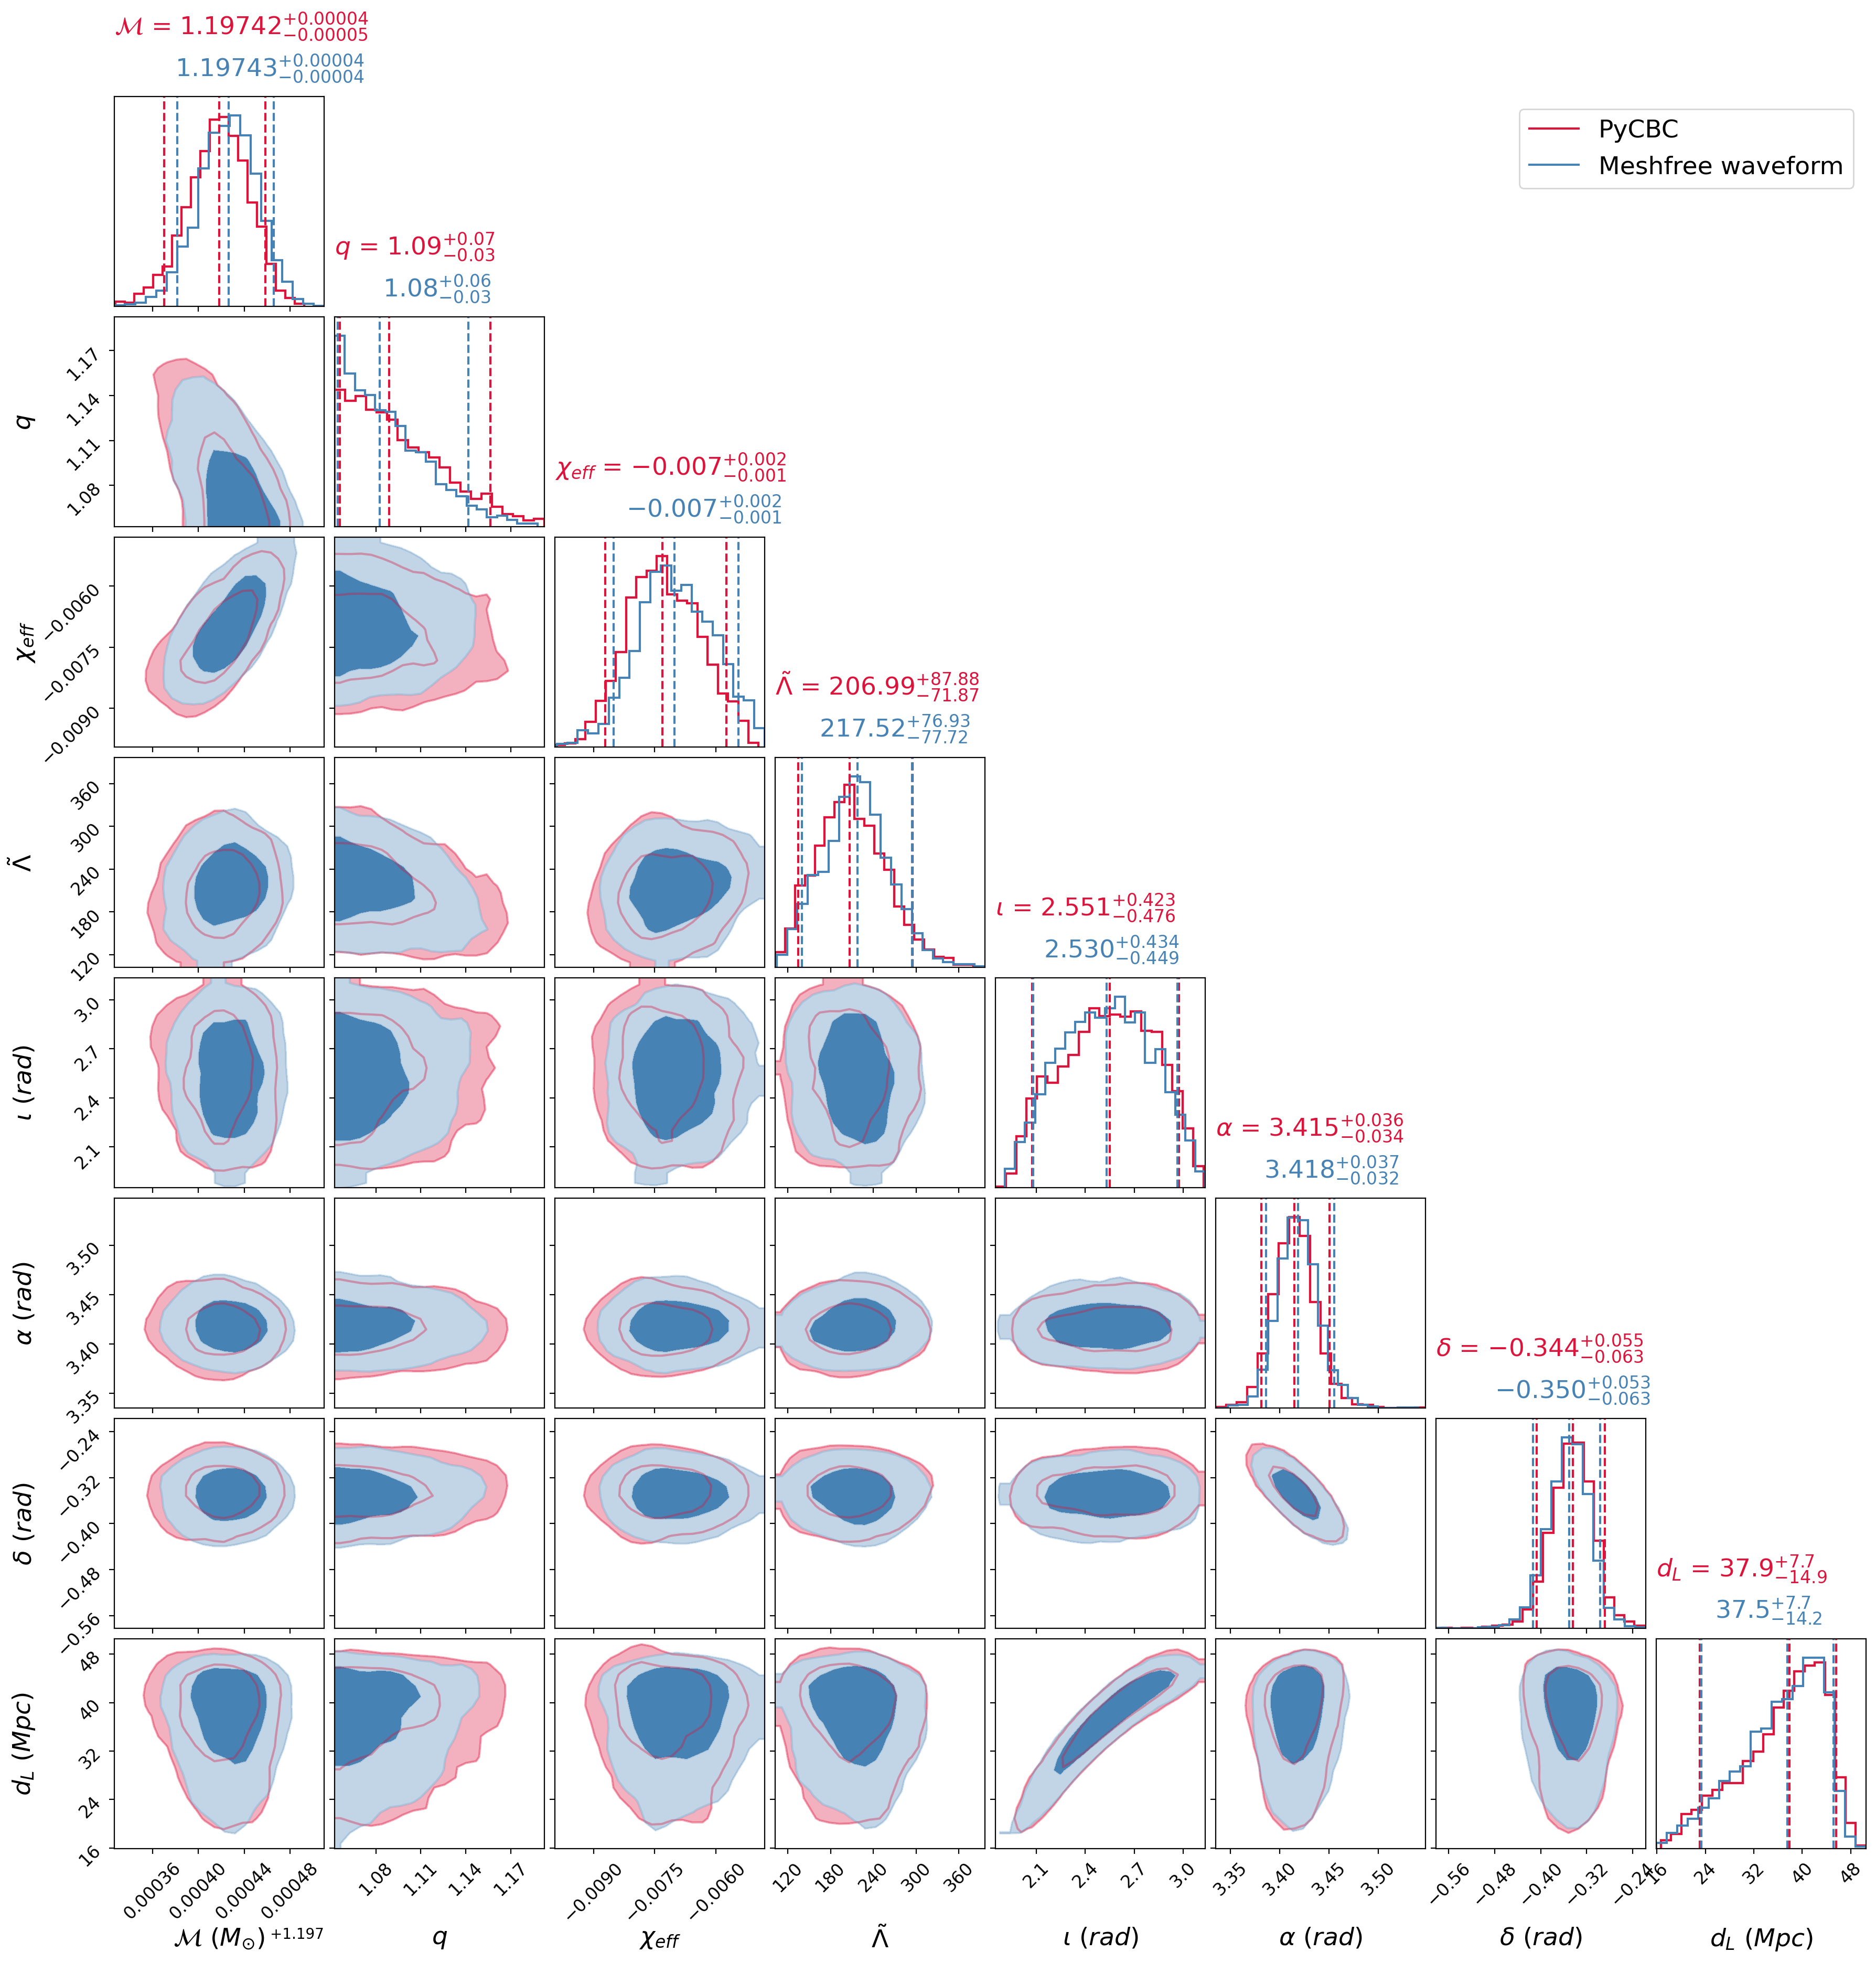 ℳ = 1.19742 +0.00004 −0.00005
1.19743 +0.00004 −0.00004
PyCBC
Meshfree waveform
q = 1.09 +0.07 −0.03
1.08 +0.06 −0.03
q
1.17
1.14
1.11
1.08
χeff = −0.007 +0.002 −0.001
−0.007 +0.002 −0.001
χeff
−0.0060
−0.0075
−0.0090
Λ̃ = 206.99 +87.88 −71.87
217.52 +76.93 −77.72
Λ̃
360
300
240
180
120
ι = 2.551 +0.423 −0.476
2.530 +0.434 −0.449
ι (rad)
3.0
2.7
2.4
2.1
α = 3.415 +0.036 −0.034
3.418 +0.037 −0.032
α (rad)
3.50
3.45
3.40
3.35
δ = −0.344 +0.055 −0.063
−0.350 +0.053 −0.063
δ (rad)
−0.24
−0.32
−0.40
−0.48
−0.56
dL = 37.9 +7.7 −14.9
37.5 +7.7 −14.2
dL (Mpc)
48
40
32
24
16
0.00036 0.00040 0.00044 0.00048 1.08 1.11 1.14 1.17 −0.0090 −0.0075 −0.0060 120 180 240 300 360 2.1 2.4 2.7 3.0 3.35 3.40 3.45 3.50 −0.56 −0.48 −0.40 −0.32 −0.24 16 24 32 40 48
ℳ (M⊙) +1.197 q χeff Λ̃ ι (rad) α (rad) δ (rad) dL (Mpc)